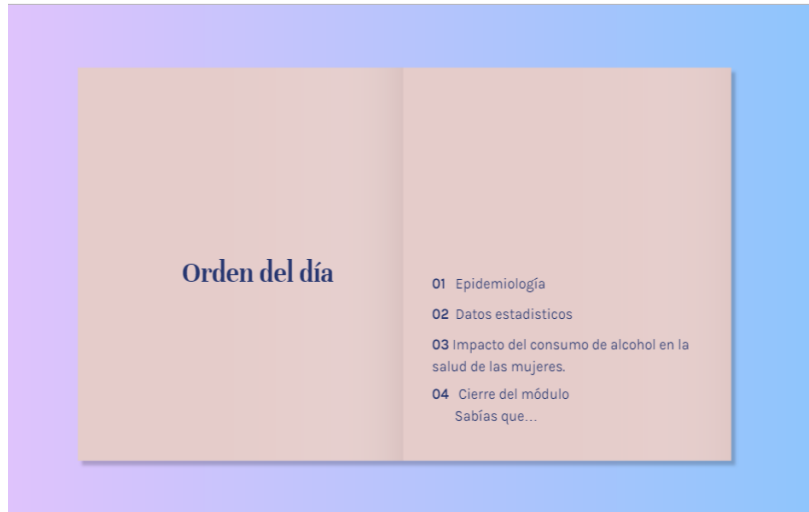 Orden del día
01 Epidemiología
02 Datos estadisticos
03 Impacto del consumo de alcohol en la
salud de las mujeres.
04 Cierre del módulo
Sabías que...